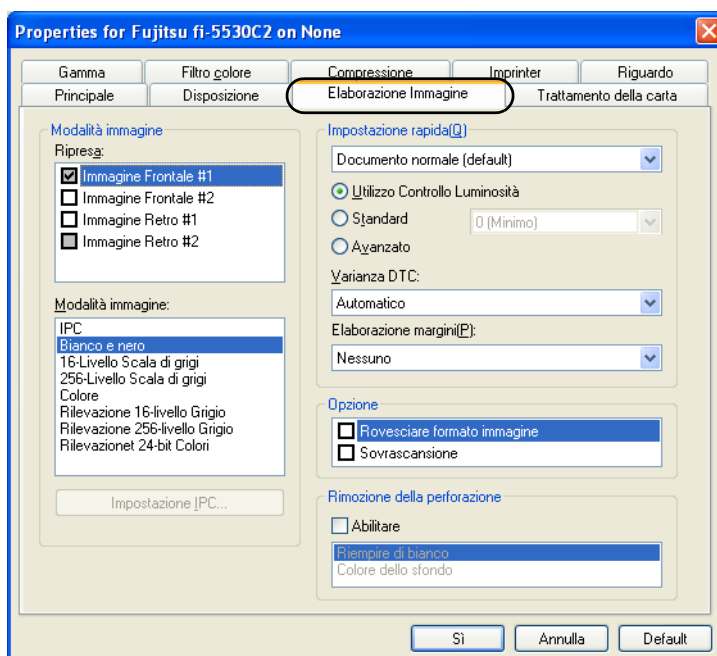 Properties for Fujitsu fi-5530C2 on None
Gamma
Filtro colore
Compressione
Imprinter
Riguardo
Principale
Disposizione
Elaborazione Immagine
Trattamento della carta
Modalità immagine
Ripresa:
Immagine Frontale #1
Immagine Frontale #2
Immagine Retro #1
Immagine Retro #2
Modalità immagine:
IPC
Bianco e nero
16-Livello Scala di grigi
256-Livello Scala di grigi
Colore
Rilevazione 16-livello Grigio
Rilevazione 256-livello Grigio
Rilevazionet 24-bit Colori
Impostazione IPC...
Impostazione rapida(Q)
Documento normale (default)
Utilizzo Controllo Luminosità
Standard
0 (Minimo)
Avanzato
Varianza DTC:
Automatico
Elaborazione margini(P):
Nessuno
Opzione
Rovesciare formato immagine
Sovrascansione
Rimozione della perforazione
Abilitare
Riempire di bianco
Colore dello sfondo
Sì
Annulla
Default